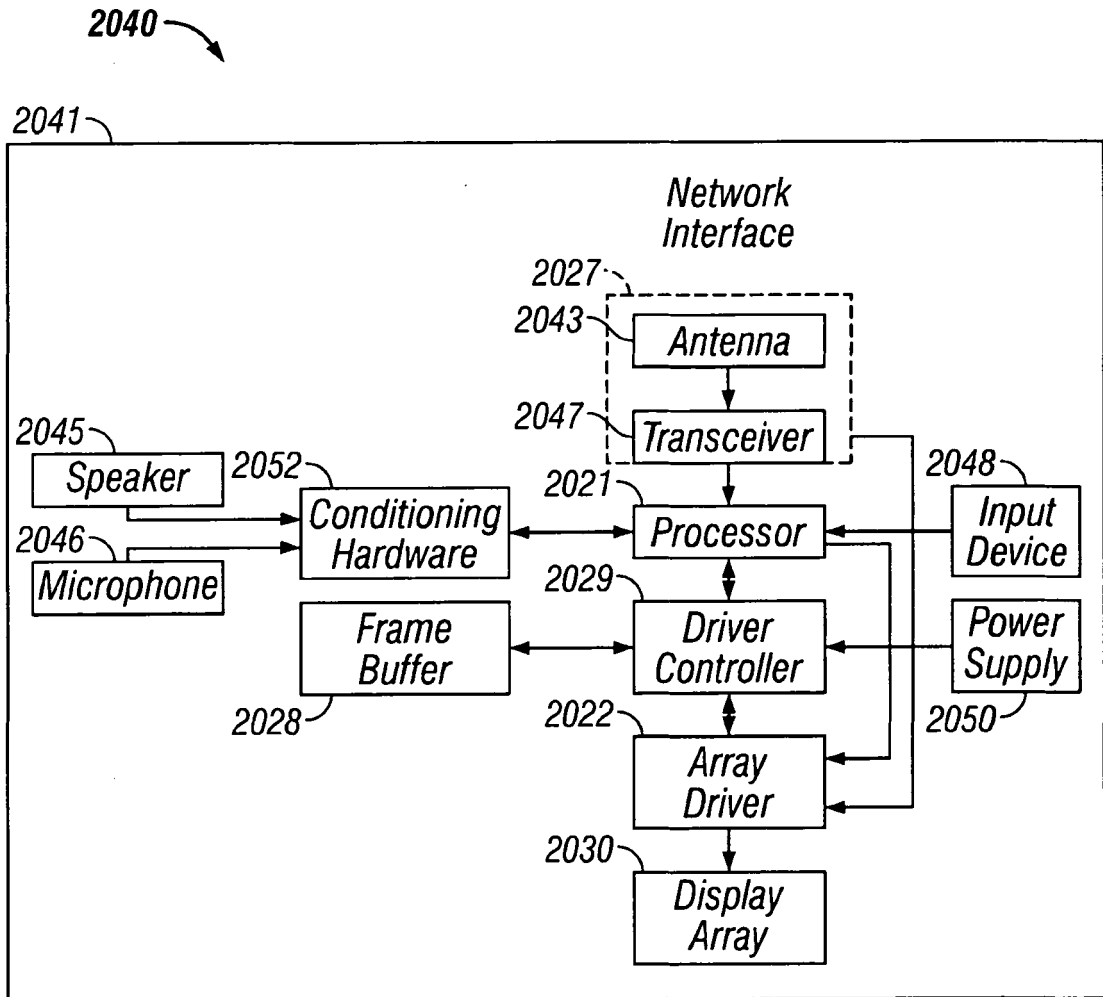 2040
2041
Network
Interface
2027
2043
Antenna
2047
Transceiver
2045
Speaker
2052
2021
2048
Conditioning
Hardware
Processor
Input
Device
2046
Microphone
2029
Frame
Buffer
Driver
Controller
Power
Supply
2028
2022
2050
Array
Driver
2030
Display
Array